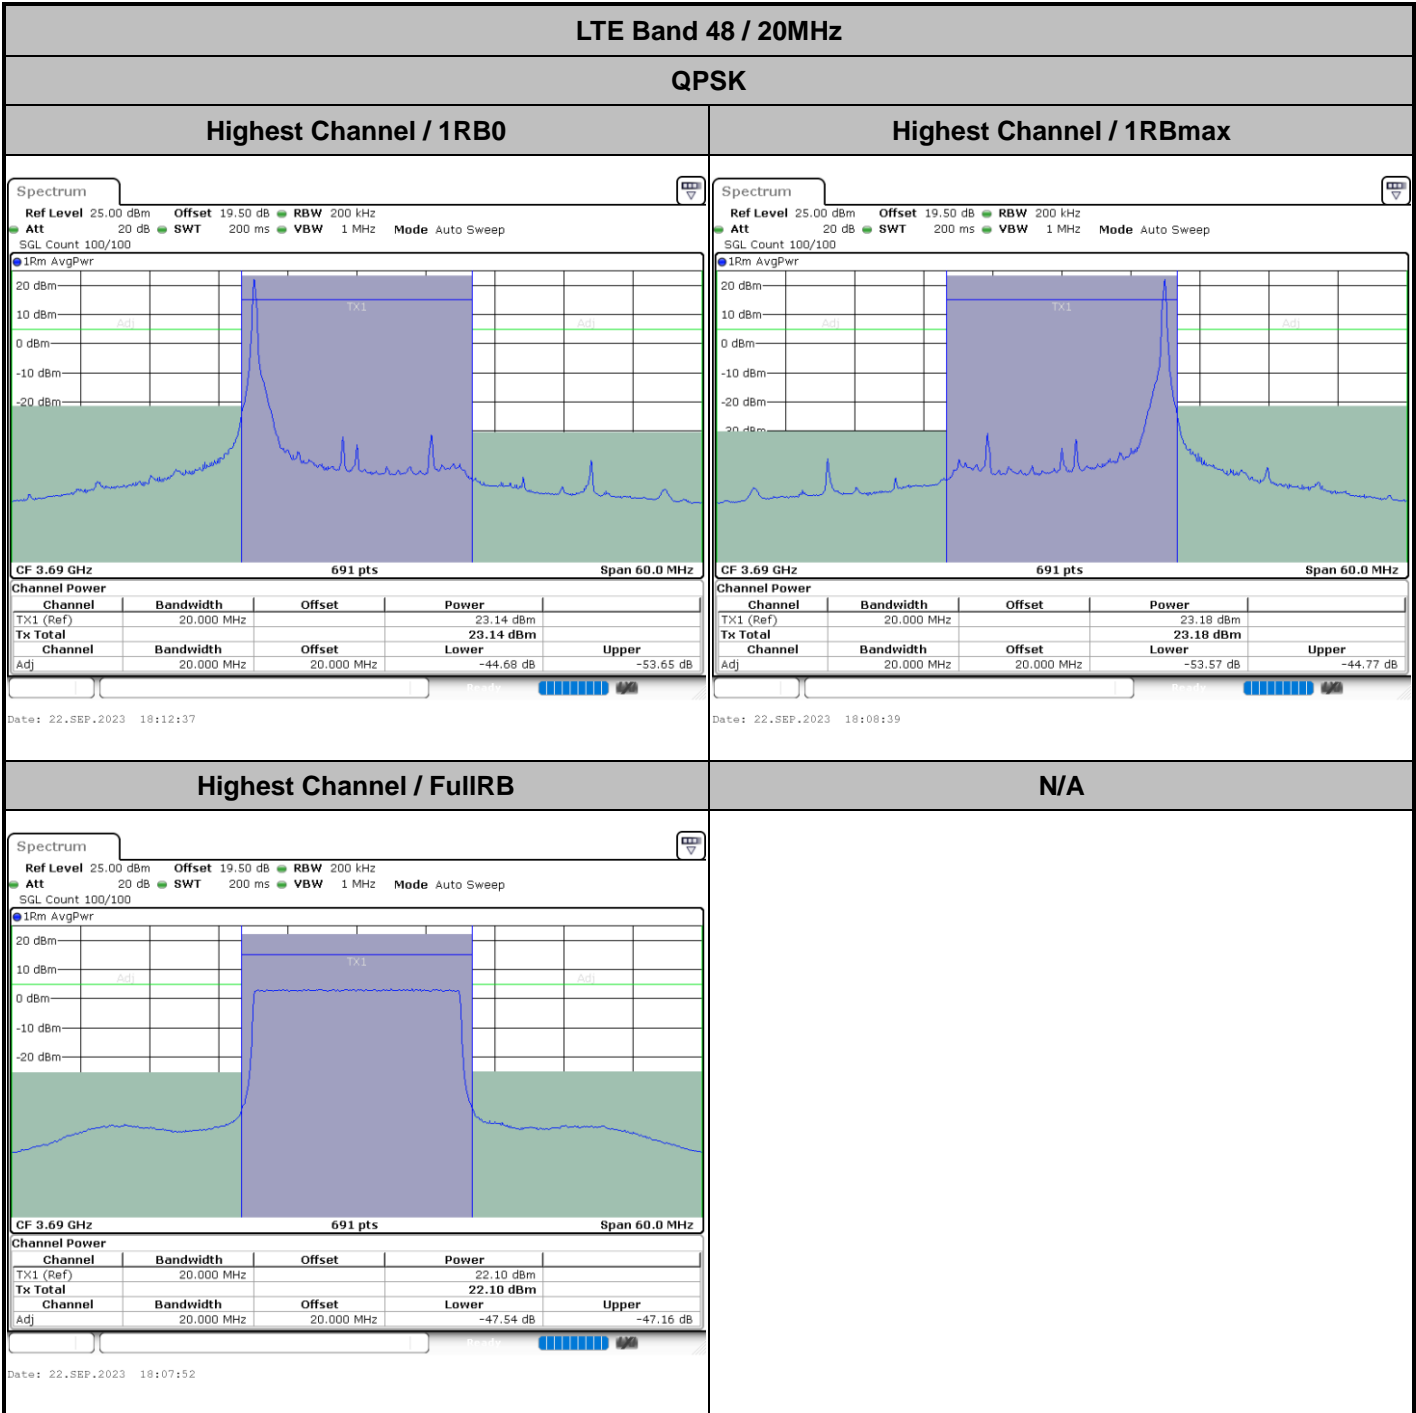 LTE Band 48 / 20MHz
QPSK
Highest Channel / 1RB0
Highest Channel / 1RBmax
Spectrum
Ref Level 25.00 dBm Offset 19.50 dB RBW 200 kHz
Att 20 dB SWT 200 ms VBW 1 MHz Mode Auto Sweep
SGL Count 100/100
1Rm AvgPwr
20 dBm
10 dBm
0 dBm
-10 dBm
-20 dBm
Adj
TX1
Adj
CF 3.69 GHz 691 pts Span 60.0 MHz
Channel Power
Channel Bandwidth Offset Power
TX1 (Ref) 20.000 MHz 23.14 dBm
Tx Total 23.14 dBm
Channel Bandwidth Offset Lower Upper
Adj 20.000 MHz 20.000 MHz -44.68 dB -53.65 dB
Ready
Date: 22.SEP.2023 18:12:37
Spectrum
Ref Level 25.00 dBm Offset 19.50 dB RBW 200 kHz
Att 20 dB SWT 200 ms VBW 1 MHz Mode Auto Sweep
SGL Count 100/100
1Rm AvgPwr
20 dBm
10 dBm
0 dBm
-10 dBm
-20 dBm
Adj
TX1
Adj
CF 3.69 GHz 691 pts Span 60.0 MHz
Channel Power
Channel Bandwidth Offset Power
TX1 (Ref) 20.000 MHz 23.18 dBm
Tx Total 23.18 dBm
Channel Bandwidth Offset Lower Upper
Adj 20.000 MHz 20.000 MHz -53.57 dB -44.77 dB
Ready
Date: 22.SEP.2023 18:08:39
Highest Channel / FullRB
N/A
Spectrum
Ref Level 25.00 dBm Offset 19.50 dB RBW 200 kHz
Att 20 dB SWT 200 ms VBW 1 MHz Mode Auto Sweep
SGL Count 100/100
1Rm AvgPwr
20 dBm
10 dBm
0 dBm
-10 dBm
-20 dBm
Adj
TX1
Adj
CF 3.69 GHz 691 pts Span 60.0 MHz
Channel Power
Channel Bandwidth Offset Power
TX1 (Ref) 20.000 MHz 22.10 dBm
Tx Total 22.10 dBm
Channel Bandwidth Offset Lower Upper
Adj 20.000 MHz 20.000 MHz -47.54 dB -47.16 dB
Ready
Date: 22.SEP.2023 18:07:52